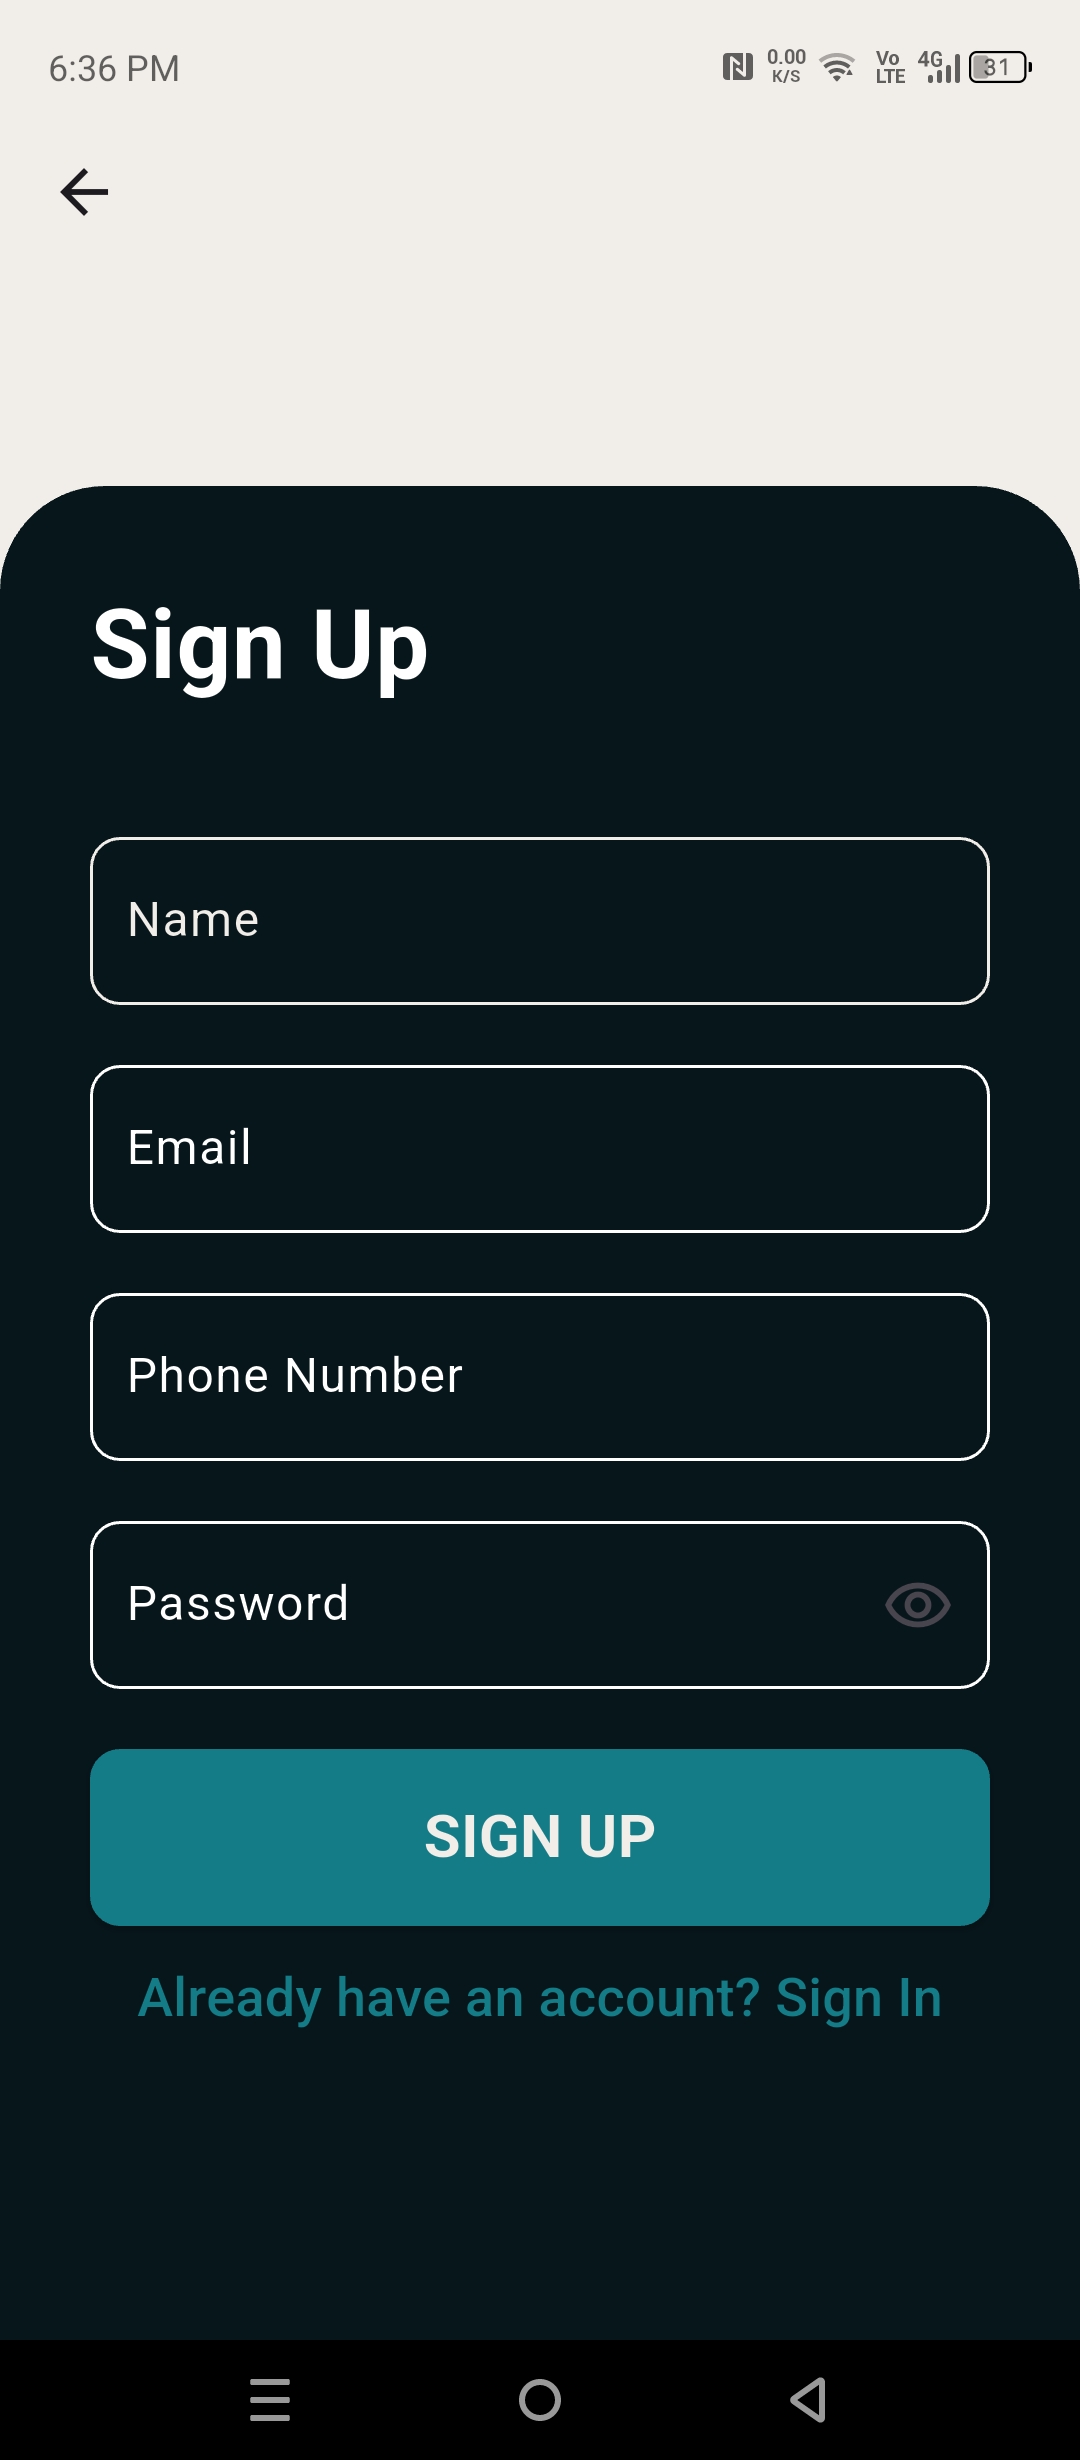 6:36 PM
0.00 K/S Vo LTE 4G 31
Sign Up
Name
Email
Phone Number
Password
SIGN UP
Already have an account? Sign In